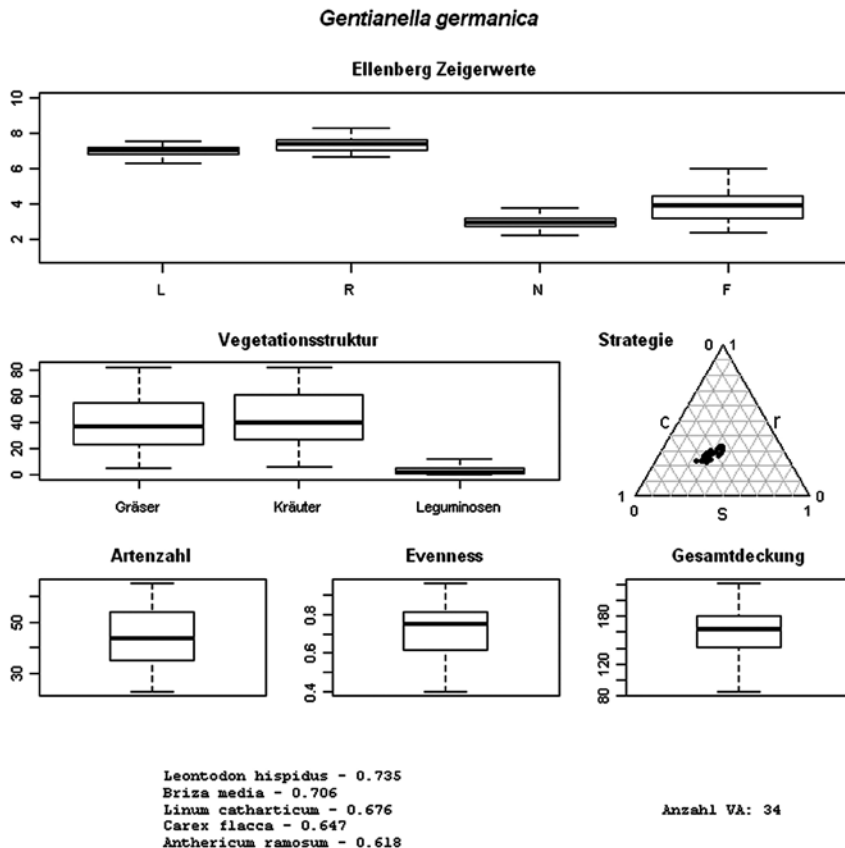 Gentianella germanica
Ellenberg Zeigerwerte
10
8
6
4
2
L R N F
Vegetationsstruktur
80
60
40
20
0
Gräser Kräuter Leguminosen
Strategie
0 1
C r
1 0
0 S 1
Artenzahl
50
30
Evenness
0.8
0.6
0.4
Gesamtdeckung
180
120
80
Leontodon hispidus - 0.735
Briza media - 0.706
Linum catharticum - 0.676
Carex flacca - 0.647
Anthericum ramosum - 0.618
Anzahl VA: 34